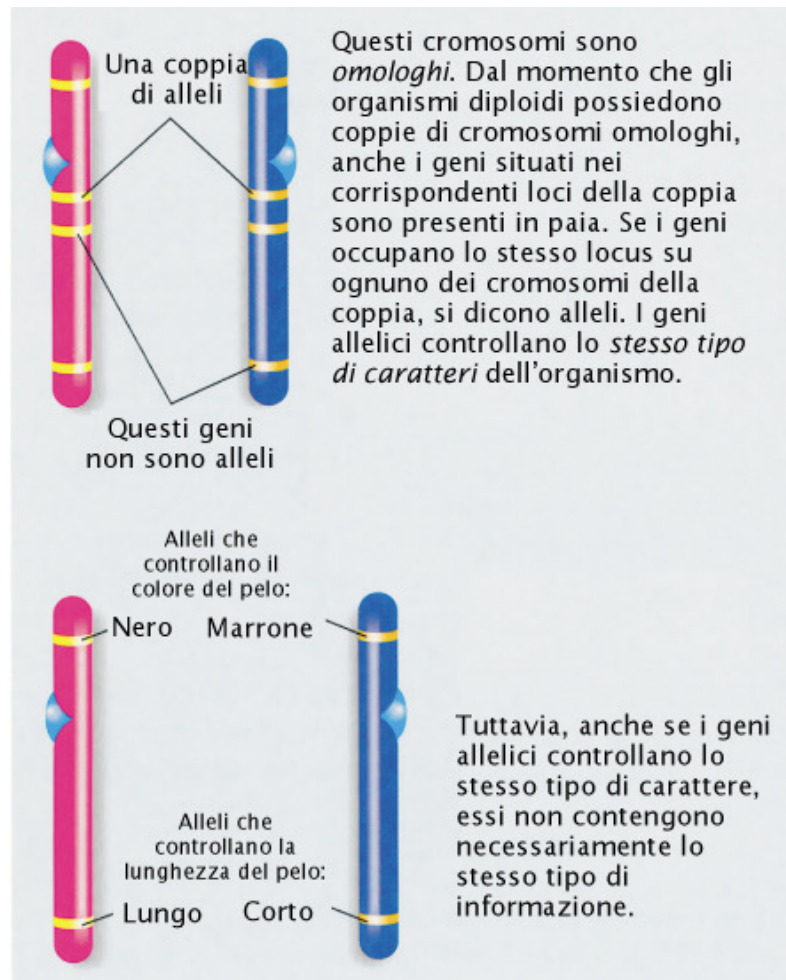 Una coppia
di alleli
Questi cromosomi sono
omologhi. Dal momento che gli
organismi diploidi possiedono
coppie di cromosomi omologhi,
anche i geni situati nei
corrispondenti loci della coppia
sono presenti in paia. Se i geni
occupano lo stesso locus su
ognuno dei cromosomi della
coppia, si dicono alleli. I geni
allelici controllano lo stesso tipo
di caratteri dell'organismo.
Questi geni
non sono alleli
Alleli che
controllano il
colore del pelo:
Nero Marrone
Tuttavia, anche se i geni
allelici controllano lo
stesso tipo di carattere,
essi non contengono
necessariamente lo
stesso tipo di
informazione.
Alleli che
controllano la
lunghezza del pelo:
Lungo Corto